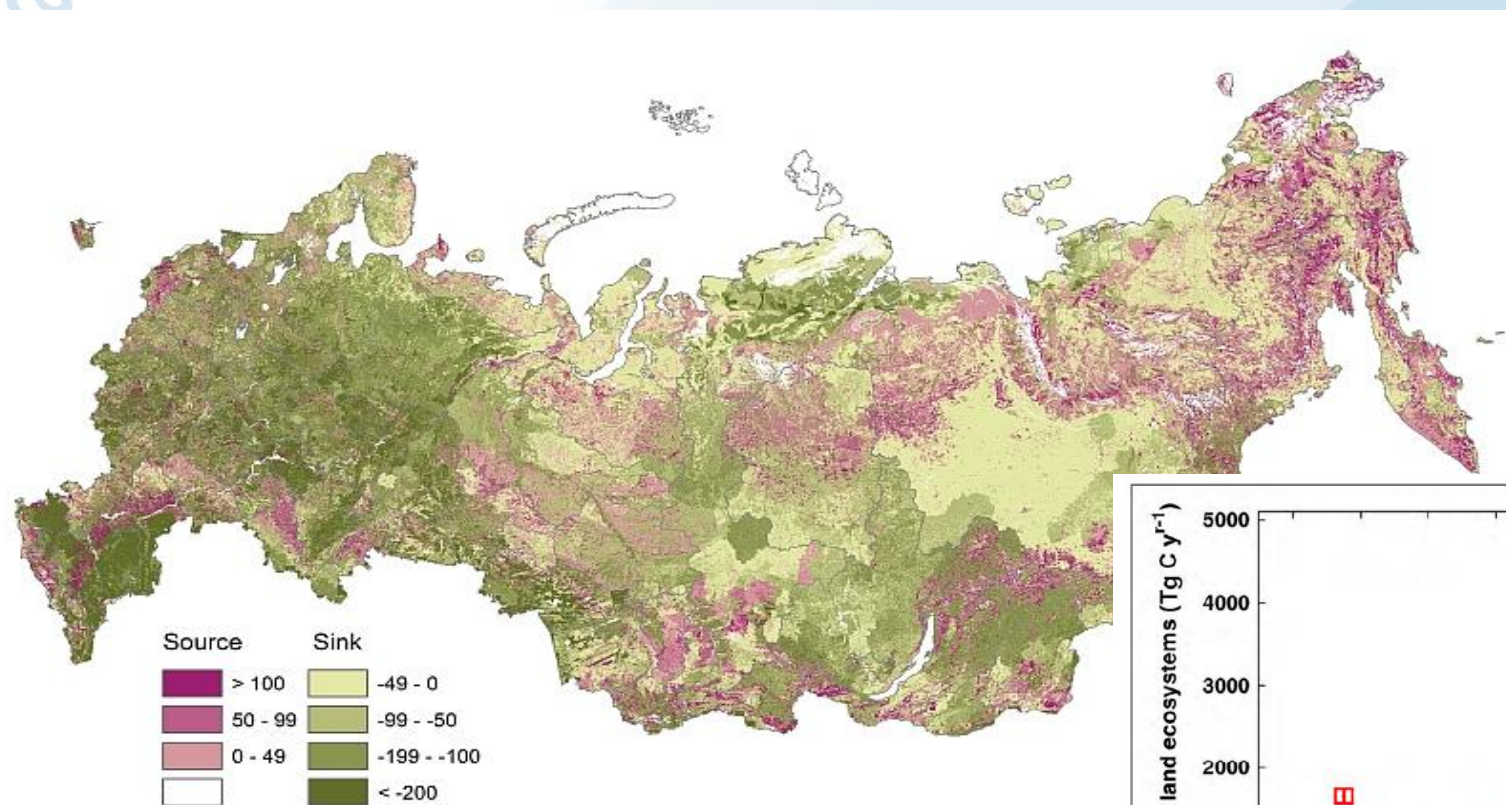 Source Sink
> 100 -49 - 0
50 - 99 -99 - -50
0 - 49 -199 - -100
< -200
land ecosystems (Tg C yr-1)
5000
4000
3000
2000